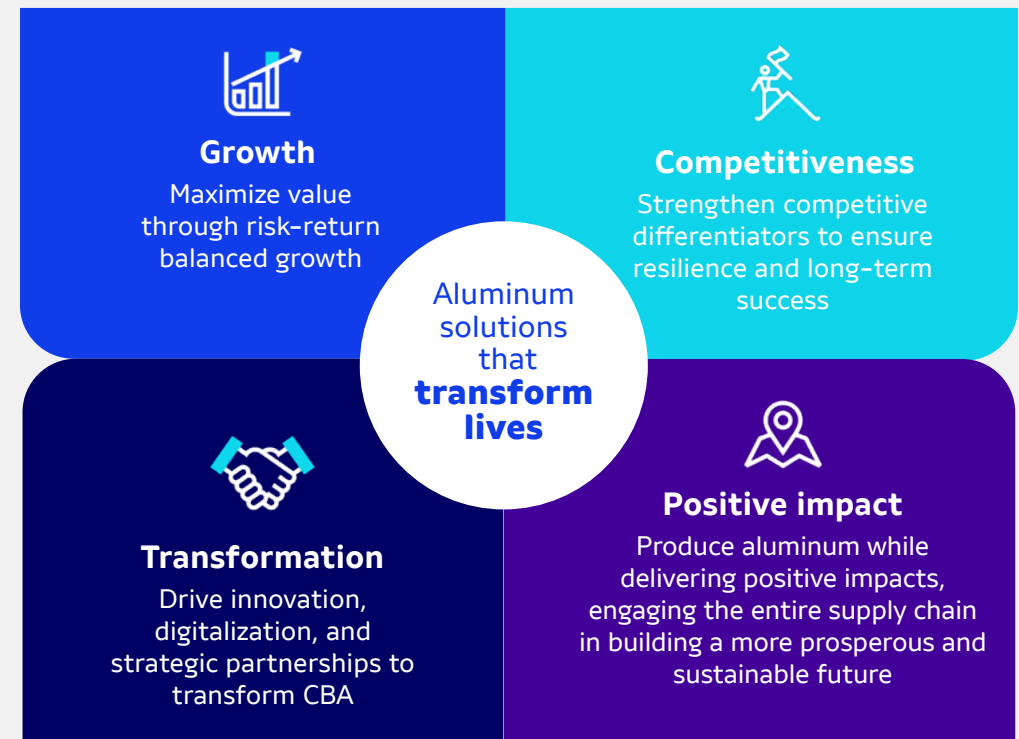 Growth
Maximize value
through risk-return
balanced growth
Competitiveness
Strengthen competitive
differentiators to ensure
resilience and long-term
success
Aluminum
solutions
that
transform
lives
Transformation
Drive innovation,
digitalization, and
strategic partnerships to
transform CBA
Positive impact
Produce aluminum while
delivering positive impacts,
engaging the entire supply chain
in building a more prosperous and
sustainable future